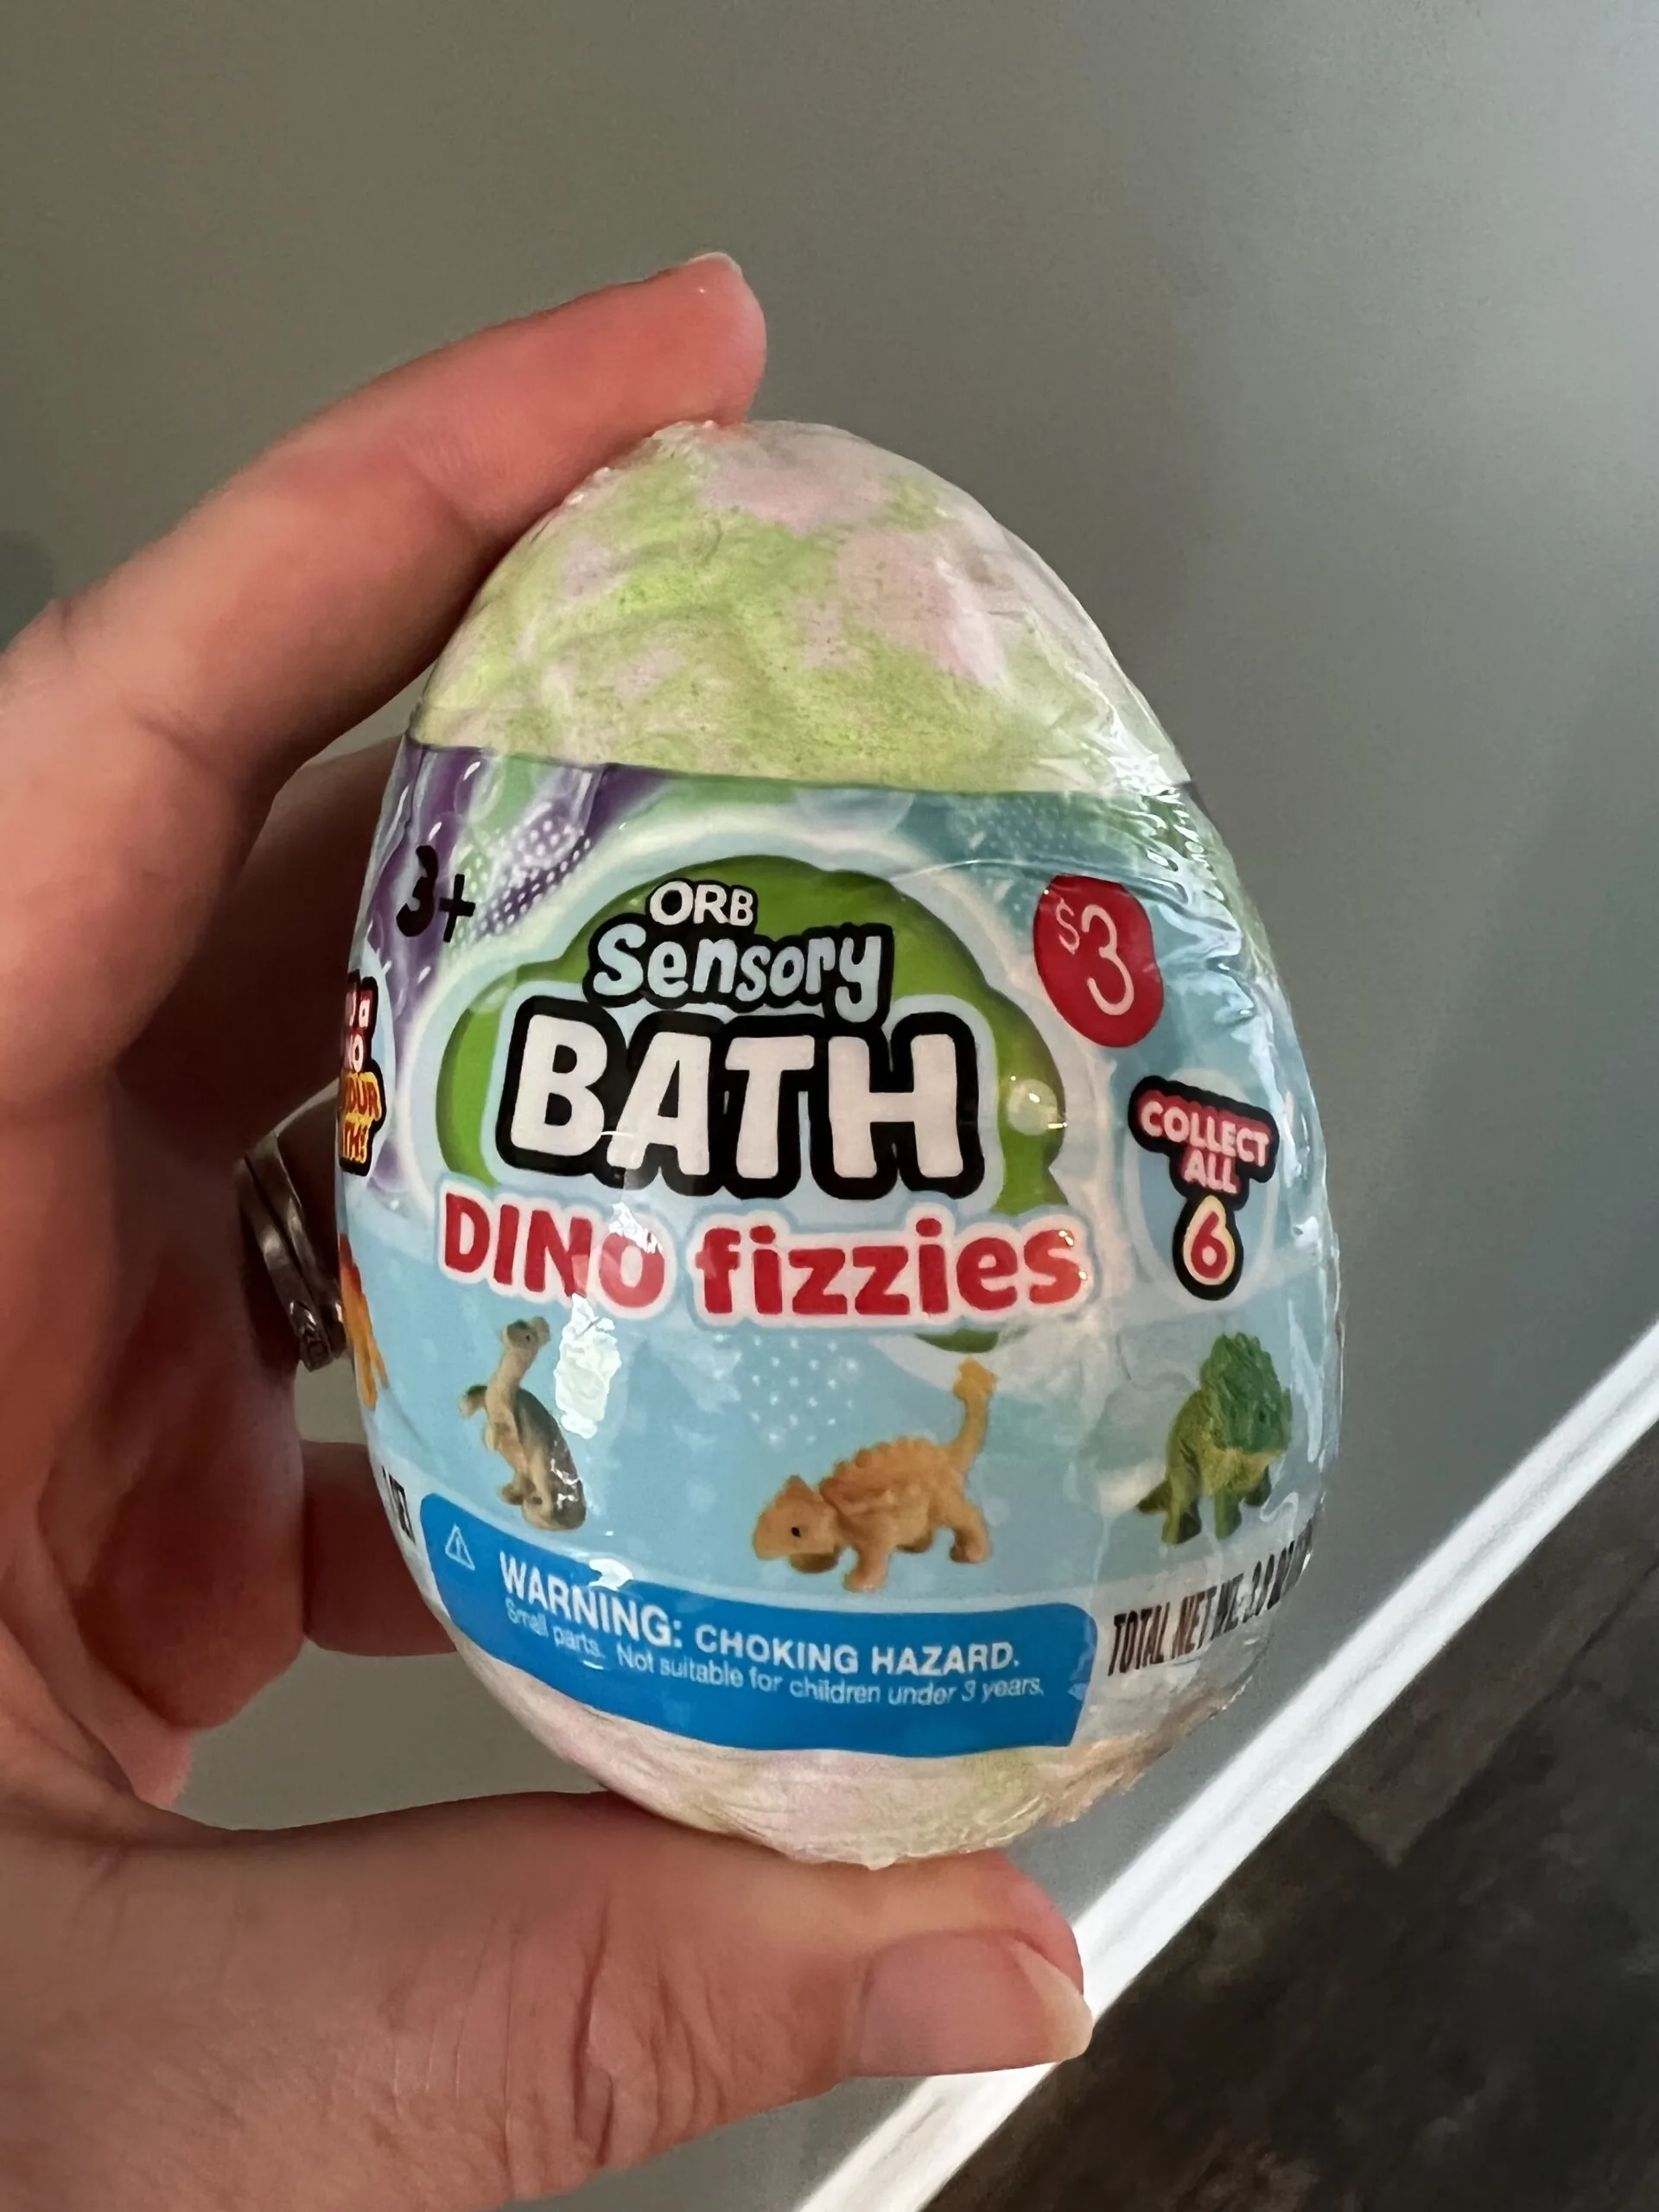 3+
ORB
Sensory
BATH
DINO fizzies
$3
COLLECT
ALL
6
WARNING: CHOKING HAZARD.
Small parts. Not suitable for children under 3 years.
TOTAL NET WT.